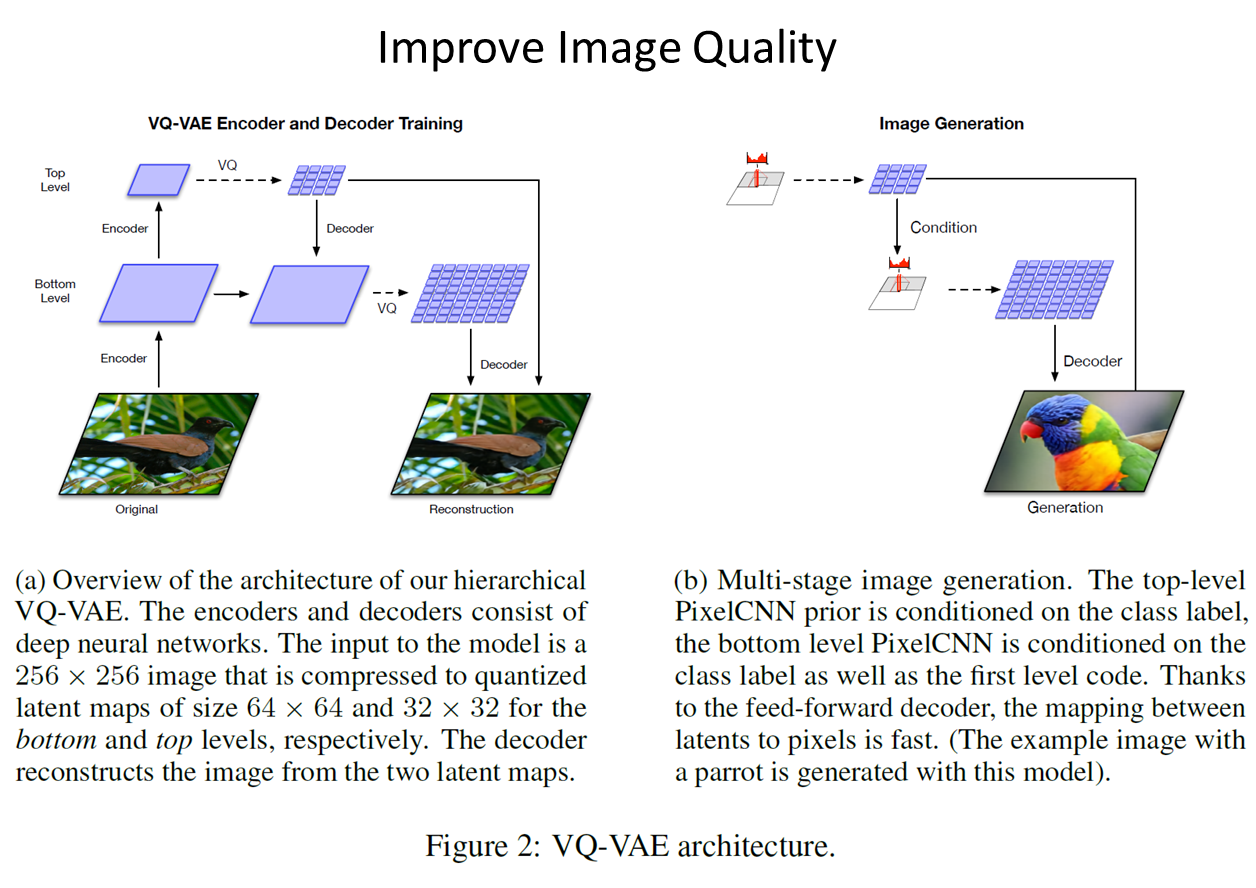 Improve Image Quality
VQ-VAE Encoder and Decoder Training
Top
Level
VQ
Encoder
Decoder
Bottom
Level
VQ
Encoder
Decoder
Original
Reconstruction
Image Generation
Condition
Decoder
Generation
(a) Overview of the architecture of our hierarchical
VQ-VAE. The encoders and decoders consist of
deep neural networks. The input to the model is a
256 × 256 image that is compressed to quantized
latent maps of size 64 × 64 and 32 × 32 for the
bottom and top levels, respectively. The decoder
reconstructs the image from the two latent maps.
(b) Multi-stage image generation. The top-level
PixelCNN prior is conditioned on the class label,
the bottom level PixelCNN is conditioned on the
class label as well as the first level code. Thanks
to the feed-forward decoder, the mapping between
latents to pixels is fast. (The example image with
a parrot is generated with this model).
Figure 2: VQ-VAE architecture.